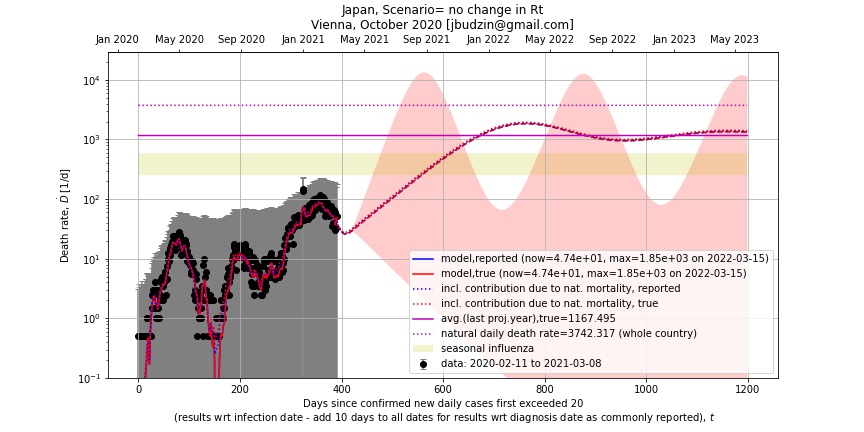 Japan, Scenario= no change in Rt
Vienna, October 2020 [jbudzin@gmail.com]
Jan 2020 May 2020 Sep 2020 Jan 2021 May 2021 Sep 2021 Jan 2022 May 2022 Sep 2022 Jan 2023 May 2023
Death rate, D [1/d]
10⁴
10³
10²
10¹
10⁰
10⁻¹
model,reported (now=4.74e+01, max=1.85e+03 on 2022-03-15)
model,true (now=4.74e+01, max=1.85e+03 on 2022-03-15)
incl. contribution due to nat. mortality, reported
incl. contribution due to nat. mortality, true
avg.(last proj.year),true=1167.495
natural daily death rate=3742.317 (whole country)
seasonal influenza
data: 2020-02-11 to 2021-03-08
0 200 400 600 800 1000 1200
Days since confirmed new daily cases first exceeded 20
(results wrt infection date - add 10 days to all dates for results wrt diagnosis date as commonly reported), t